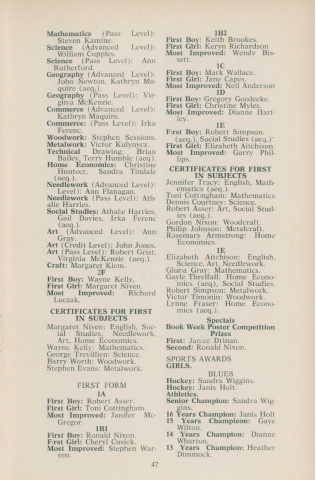 Mathematics (Pass Level):
Steven Kamine.
Science (Advanced Level):
William Cupples.
Science (Pass Level): Ann
Rutherford.
Geography (Advanced Level):
John Newton, Kathryn Ma-
quire (aeq.).
Geography (Pass Level): Vir-
ginia McKenzie.
Commerce (Advanced Level):
Kathryn Maquire.
Commerce: (Pass Level): Irka
Ferenc.
Woodwork: Stephen Sessions.
Metalwork: Victor Kulynycz.
Technical Drawing: Brian
Bailey, Terry Humble (aeq).
Home Economics: Christine
Hunteer, Sandra Tindale
(aeq.).
Needlework (Advanced Level):
Level): Ann Flanagan.
Needlework (Pass Level): Ath-
alie Harries.
Social Studies: Athalie Harries,
Gail Davies, Irka Ferenc
(aeq.).
Art (Advanced Level): Ann
Gray.
Art (Credit Level): John Jones.
Art (Pass Level): Robert Grist,
Virginia McKenzie (aeq.).
Craft: Margaret Kiem.
2F
First Boy: Wayne Kelly.
First Girl: Margaret Niven.
Most Improved: Richard
Luczak.
CERTIFICATES FOR FIRST
IN SUBJECTS
Margaret Niven: English, Soc-
ial Studies, Needlework,
Art, Home Economics.
Wayne Kelly: Mathematics.
George Trevillion: Science.
Barry Worth: Woodwork.
Stephen Evans: Metalwork.
FIRST FORM
1A
First Boy: Robert Asser.
First Girl: Toni Cottingham.
Most Improved: Janifer Mc-
Gregor.
1B1
First Boy: Ronald Nixon.
First Girl: Cheryl Cusick.
Most Improved: Stephen War-
ren.
1B2
First Boy: Keith Brookes.
First Girl: Keryn Richardson
Most Improved: Wendy Bis-
sett.
1C
First Boy: Mark Wallace.
First Girl: Jane Capes.
Most Improved: Neil Anderson
1D
First Boy: Gregory Goedecke.
First Girl: Christine Myles.
Most Improved: Dianne Hart-
ley.
1E
First Boy: Robert Simpson,
(aeq.), Social Studies (aeq.)
First Girl: Elizabeth Aitchison
Most Improved: Garry Phil-
lips.
CERTIFICATES FOR FIRST
IN SUBJECTS
Jennifer Tracy: English, Math-
ematics (aeq.).
Toni Cottingham: Mathematics
Dennis Courtney: Science.
Robert Asser: Art, Social Stud-
ies (aeq.).
Gordon Nixon: Woodcraft.
Philip Johnson: Metalcraft.
Rosemary Armstrong: Home
Economics.
1E
Elizabeth Aitchison: English,
Science, Art, Needlework.
Glora Gray: Mathematics.
Gayle Threlfall: Home Econo-
mics (aeq), Social Studies.
Robert Simpson: Metalwork.
Victor Timonin: Woodwork.
Lynne Fraser: Home Econo-
mics (aeq.).
Specials
Book Week Poster Competition
Prizes
First: Janyce Drinan.
Second: Ronald Nixon.
SPORTS AWARDS
GIRLS.
BLUES
Hockey: Sandra Wiggins.
Hockey: Janis Holt.
Athletics.
Senior Champion: Sandra Wig-
gins.
16 Years Champion: Janis Holt
15 Years Champicon: Gaye
Wilton.
14 Years Champion: Dianne
Wharton.
13 Years Champion: Heather
Dimmock.
47